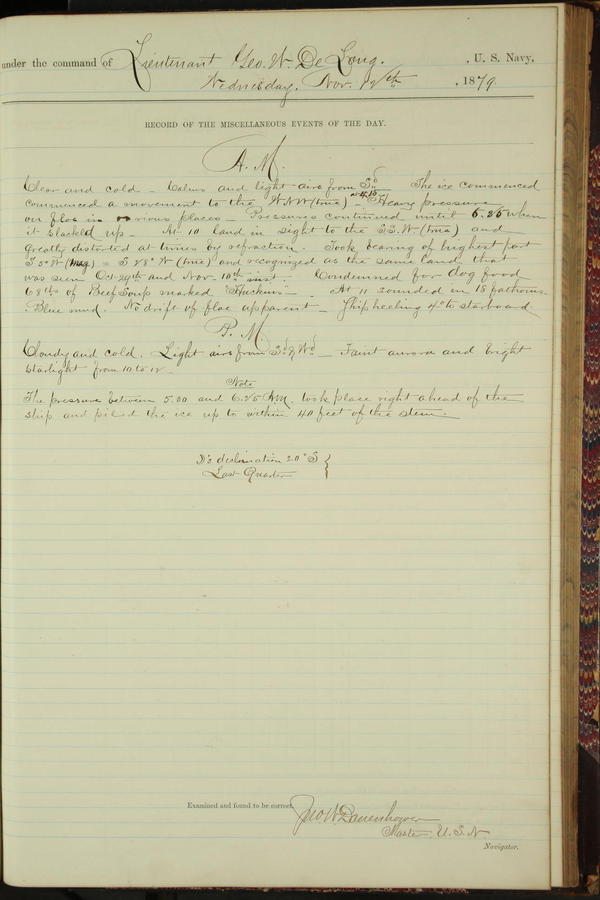 under the command of Lieutenant Geo. W. De Long. , U. S. Navy,
Wednesday, Nov. 12th , 1879.
RECORD OF THE MISCELLANEOUS EVENTS OF THE DAY.
A. M.
Clear and cold – Calms and light airs from Sd – The ice commenced
at 4.15
commenced a movement to the W.N.W (true) – Heavy pressure
on floe in various places – Pressures continued until 6.25 when
it slacked up – At 10 land in sight to the S.S.W. (true) and
greatly distorted at times by refraction. Took bearing of highest part
S 5° W (mag) = S 28° W (true) and recognized as the same land that
was seen Oct. 29th and Nov. 10th inst. Condemned for dog food
68 lbs of Beef Soup marked Huckins – At 11 sounded in 18 fathoms.
Blue mud. No drift of floe apparent – Ship heeling 4° to starboard
P. M.
Cloudy and cold. Light airs from Sd & Wd – Faint aurora and bright
starlight from 10 to 12.
Note
The pressure between 5.00 and 6.25 AM. took place right ahead of the
ship and piled the ice up to within 40 feet of the stem –
☽'s declination 20° S
Last Quarter
Examined and found to be correct, Jno W Danenhower
Master, U.S.N
Navigator.